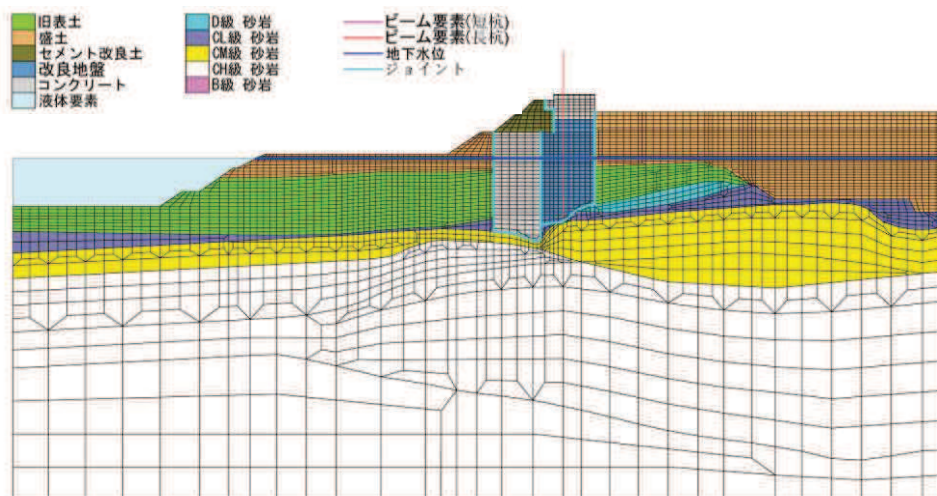 旧表土
盛土
セメント改良土
改良地盤
コンクリート
液体要素
D級 砂岩
CL級 砂岩
CM級 砂岩
CH級 砂岩
B級 砂岩
ビーム要素(短杭)
ビーム要素(長杭)
地下水位
ジョイント